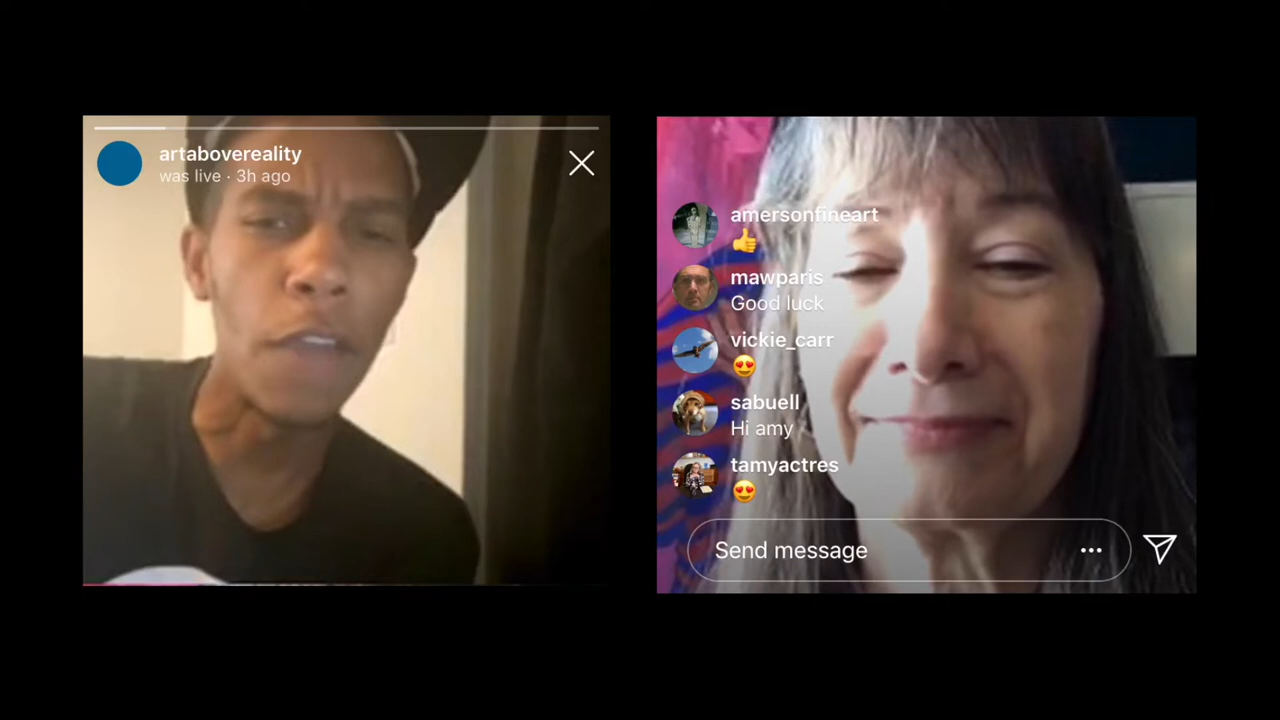 artabovereality
was live · 3h ago
amersonfineart
👍
mawparis
Good luck
vickie_carr
😍
sabuell
Hi amy
tamyactres
😍
Send message